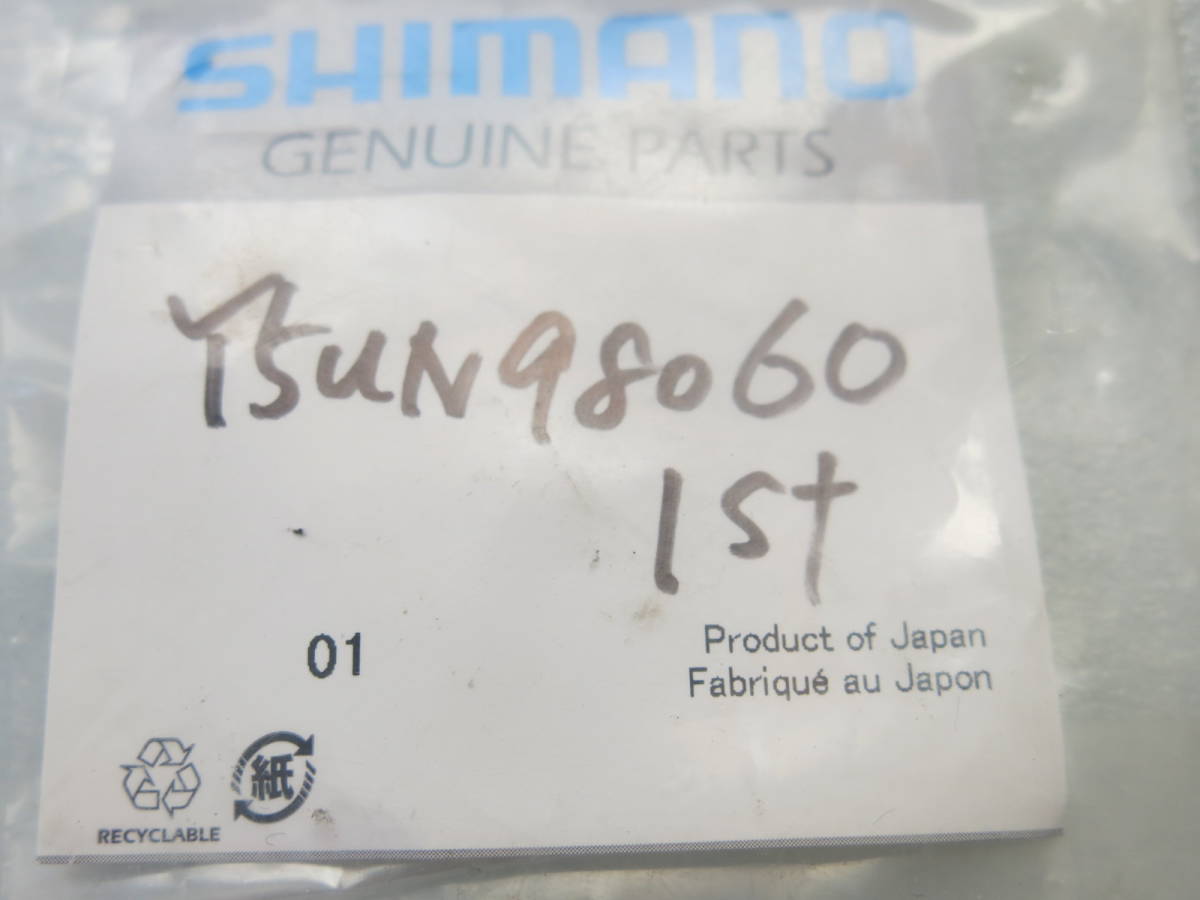 SHIMANO
GENUINE PARTS
Y5UN98060
1st
01
Product of Japan
Fabriqué au Japon
紙
RECYCLABLE